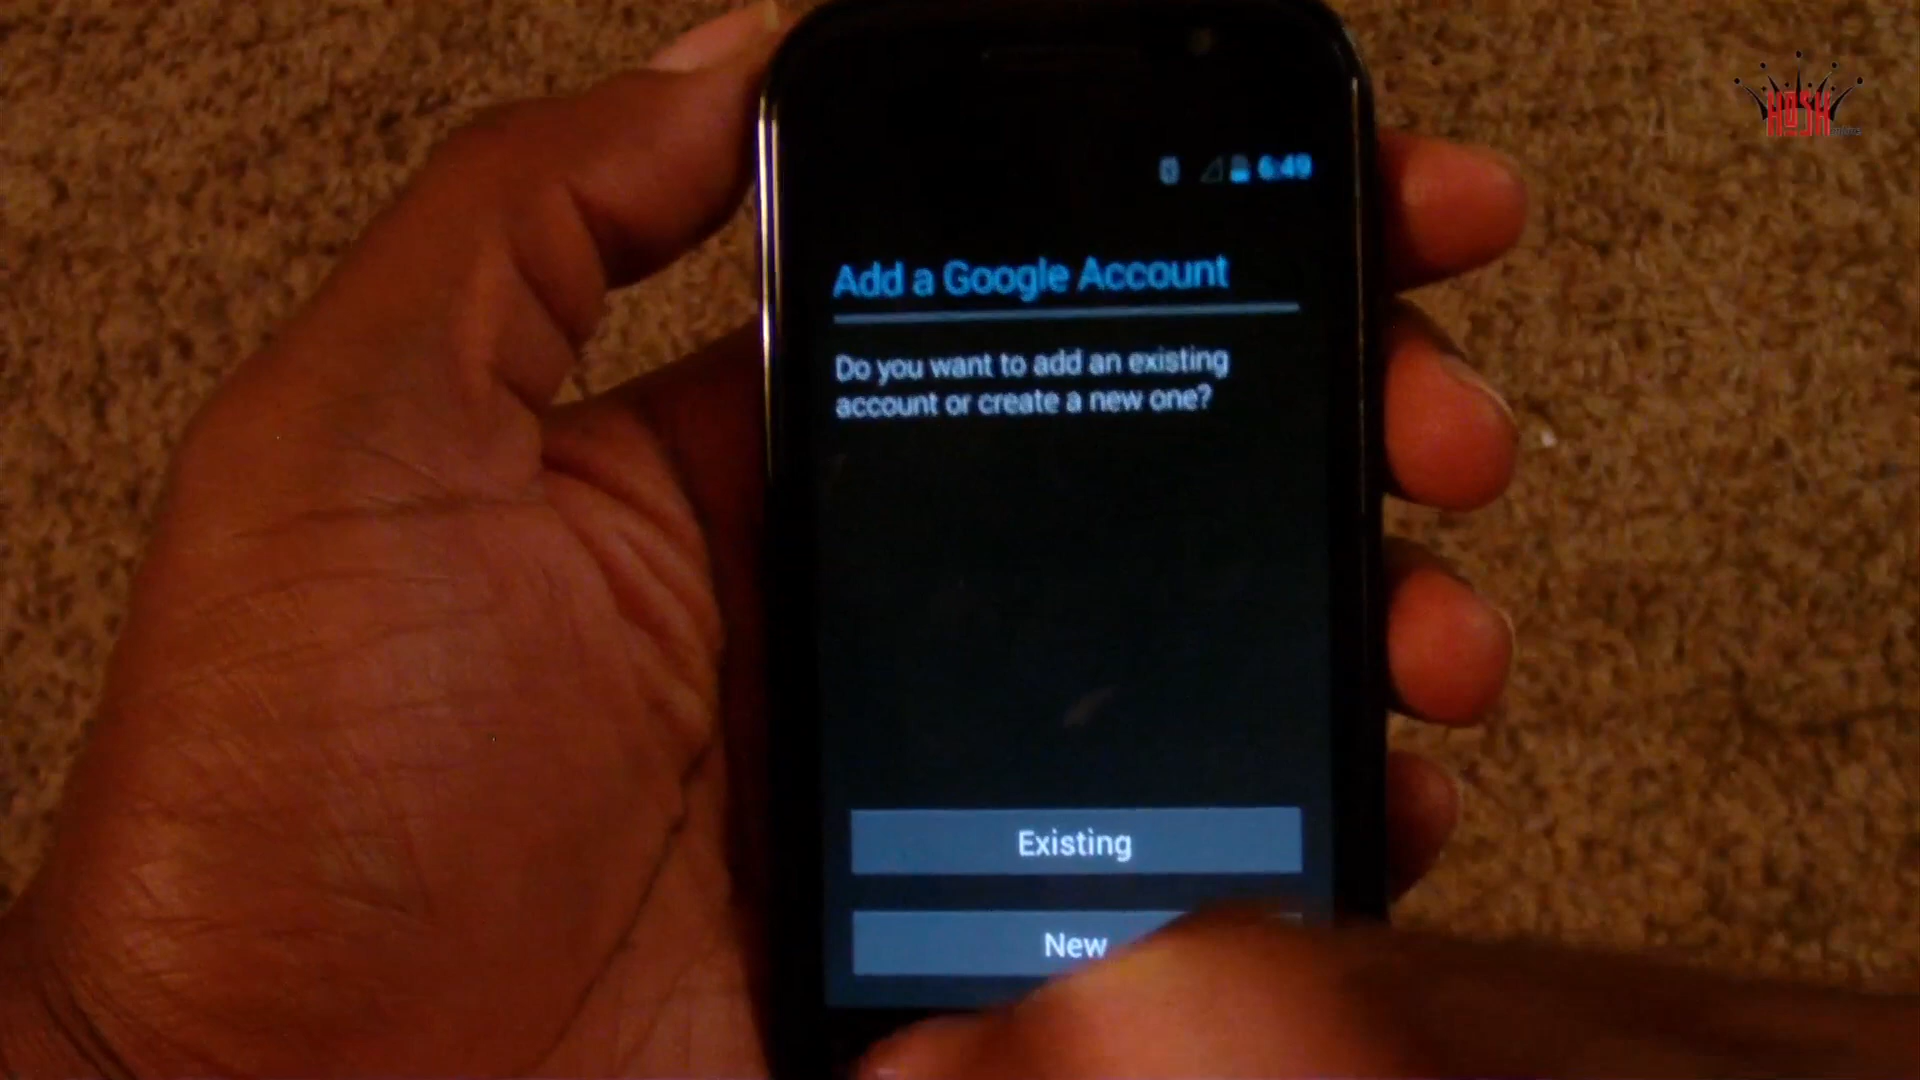 HASH
6:49
Add a Google Account
Do you want to add an existing
account or create a new one?
Existing
New